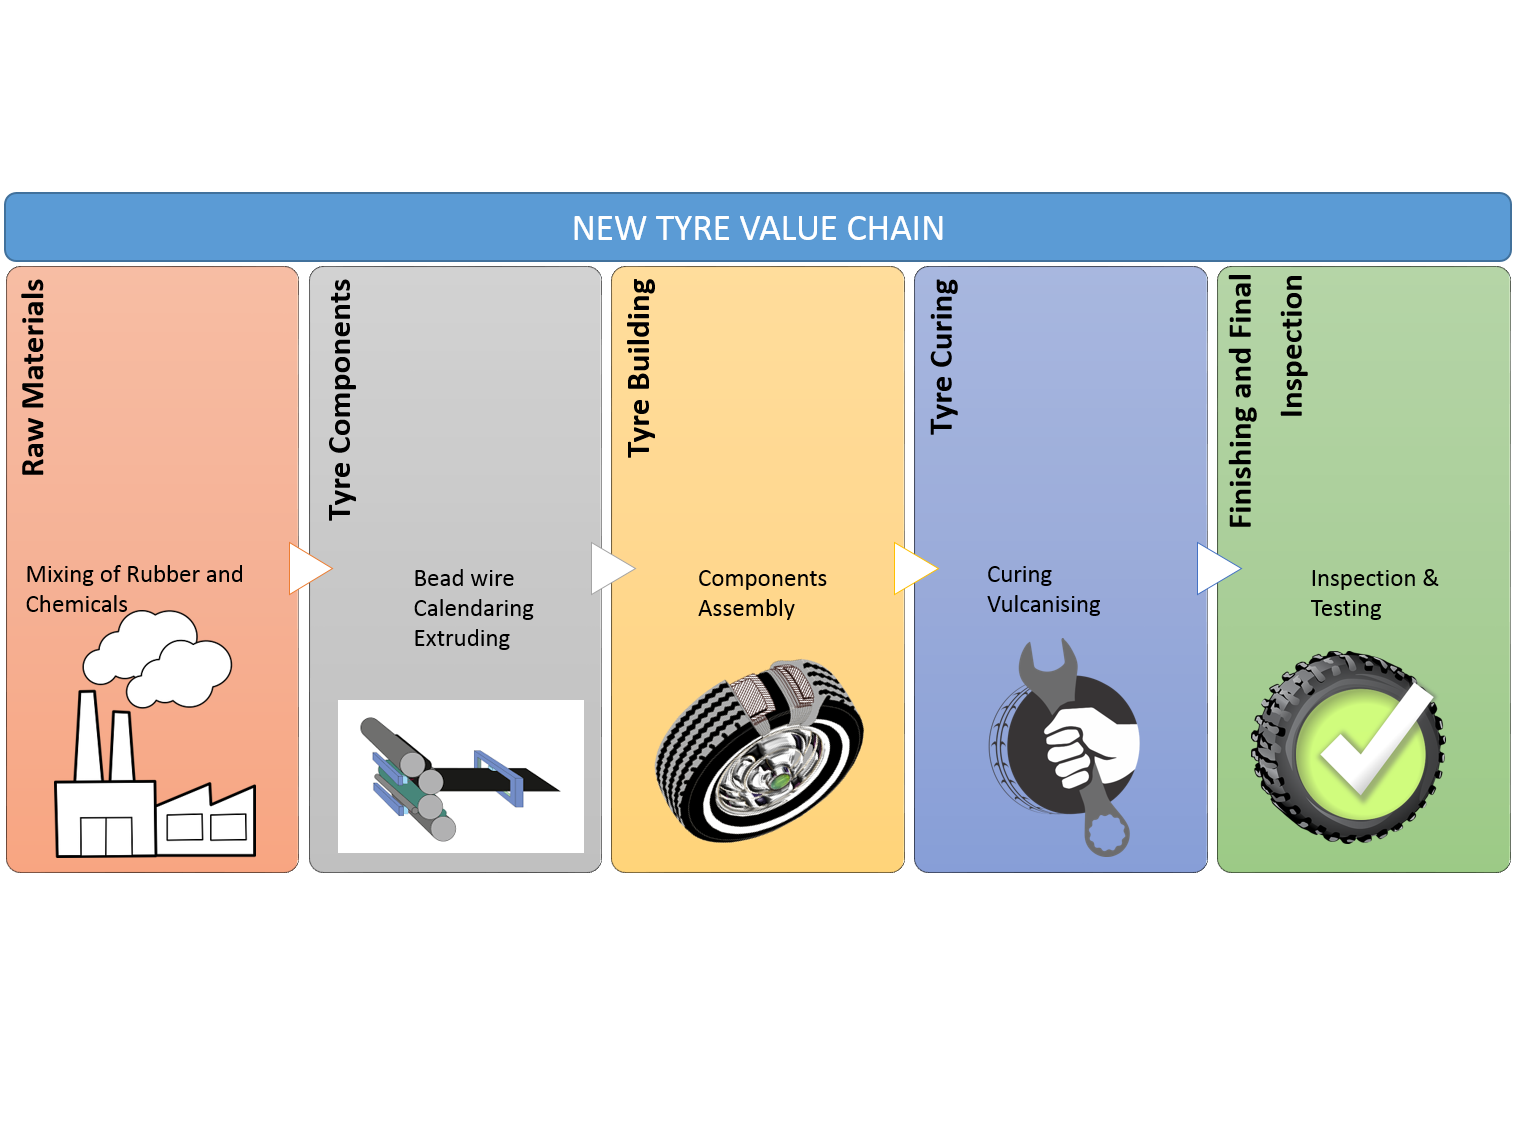 NEW TYRE VALUE CHAIN
Raw Materials
Mixing of Rubber and
Chemicals
Tyre Components
Bead wire
Calendaring
Extruding
Tyre Building
Components
Assembly
Tyre Curing
Curing
Vulcanising
Finishing and Final
Inspection
Inspection &
Testing